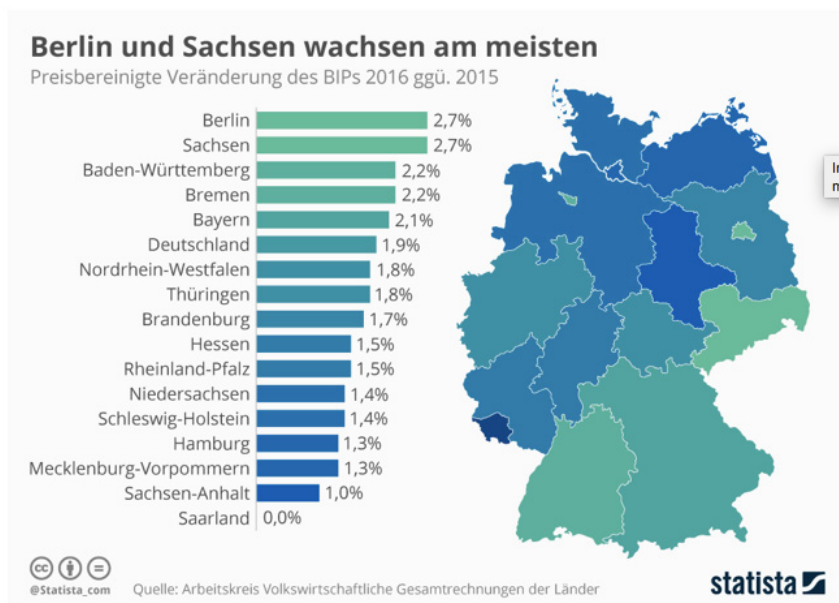 Berlin und Sachsen wachsen am meisten
Preisbereinigte Veränderung des BIPs 2016 ggü. 2015
Berlin 2,7%
Sachsen 2,7%
Baden-Württemberg 2,2%
Bremen 2,2%
Bayern 2,1%
Deutschland 1,9%
Nordrhein-Westfalen 1,8%
Thüringen 1,8%
Brandenburg 1,7%
Hessen 1,5%
Rheinland-Pfalz 1,5%
Niedersachsen 1,4%
Schleswig-Holstein 1,4%
Hamburg 1,3%
Mecklenburg-Vorpommern 1,3%
Sachsen-Anhalt 1,0%
Saarland 0,0%
@Statista_com Quelle: Arbeitskreis Volkswirtschaftliche Gesamtrechnungen der Länder
statista